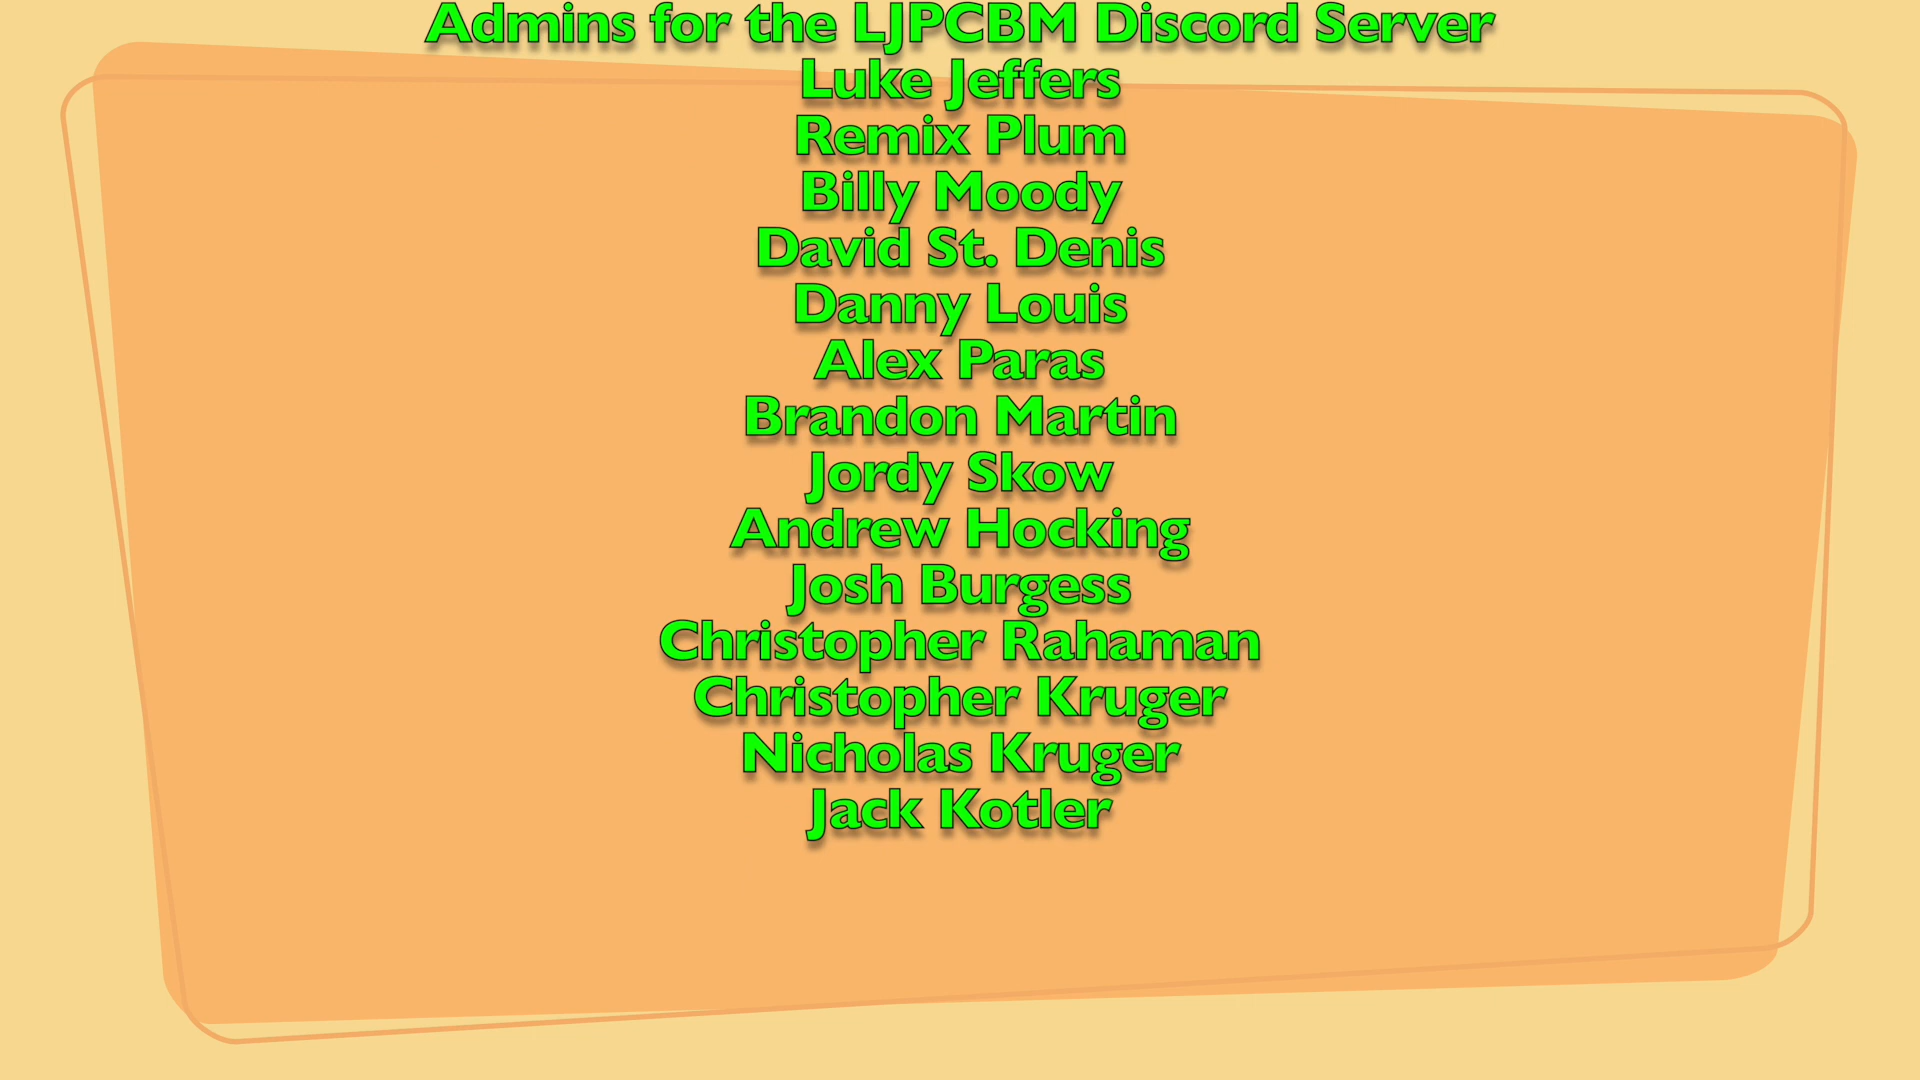 Admins for the LJPCBM Discord Server
Luke Jeffers
Remix Plum
Billy Moody
David St. Denis
Danny Louis
Alex Paras
Brandon Martin
Jordy Skow
Andrew Hocking
Josh Burgess
Christopher Rahaman
Christopher Kruger
Nicholas Kruger
Jack Kotler